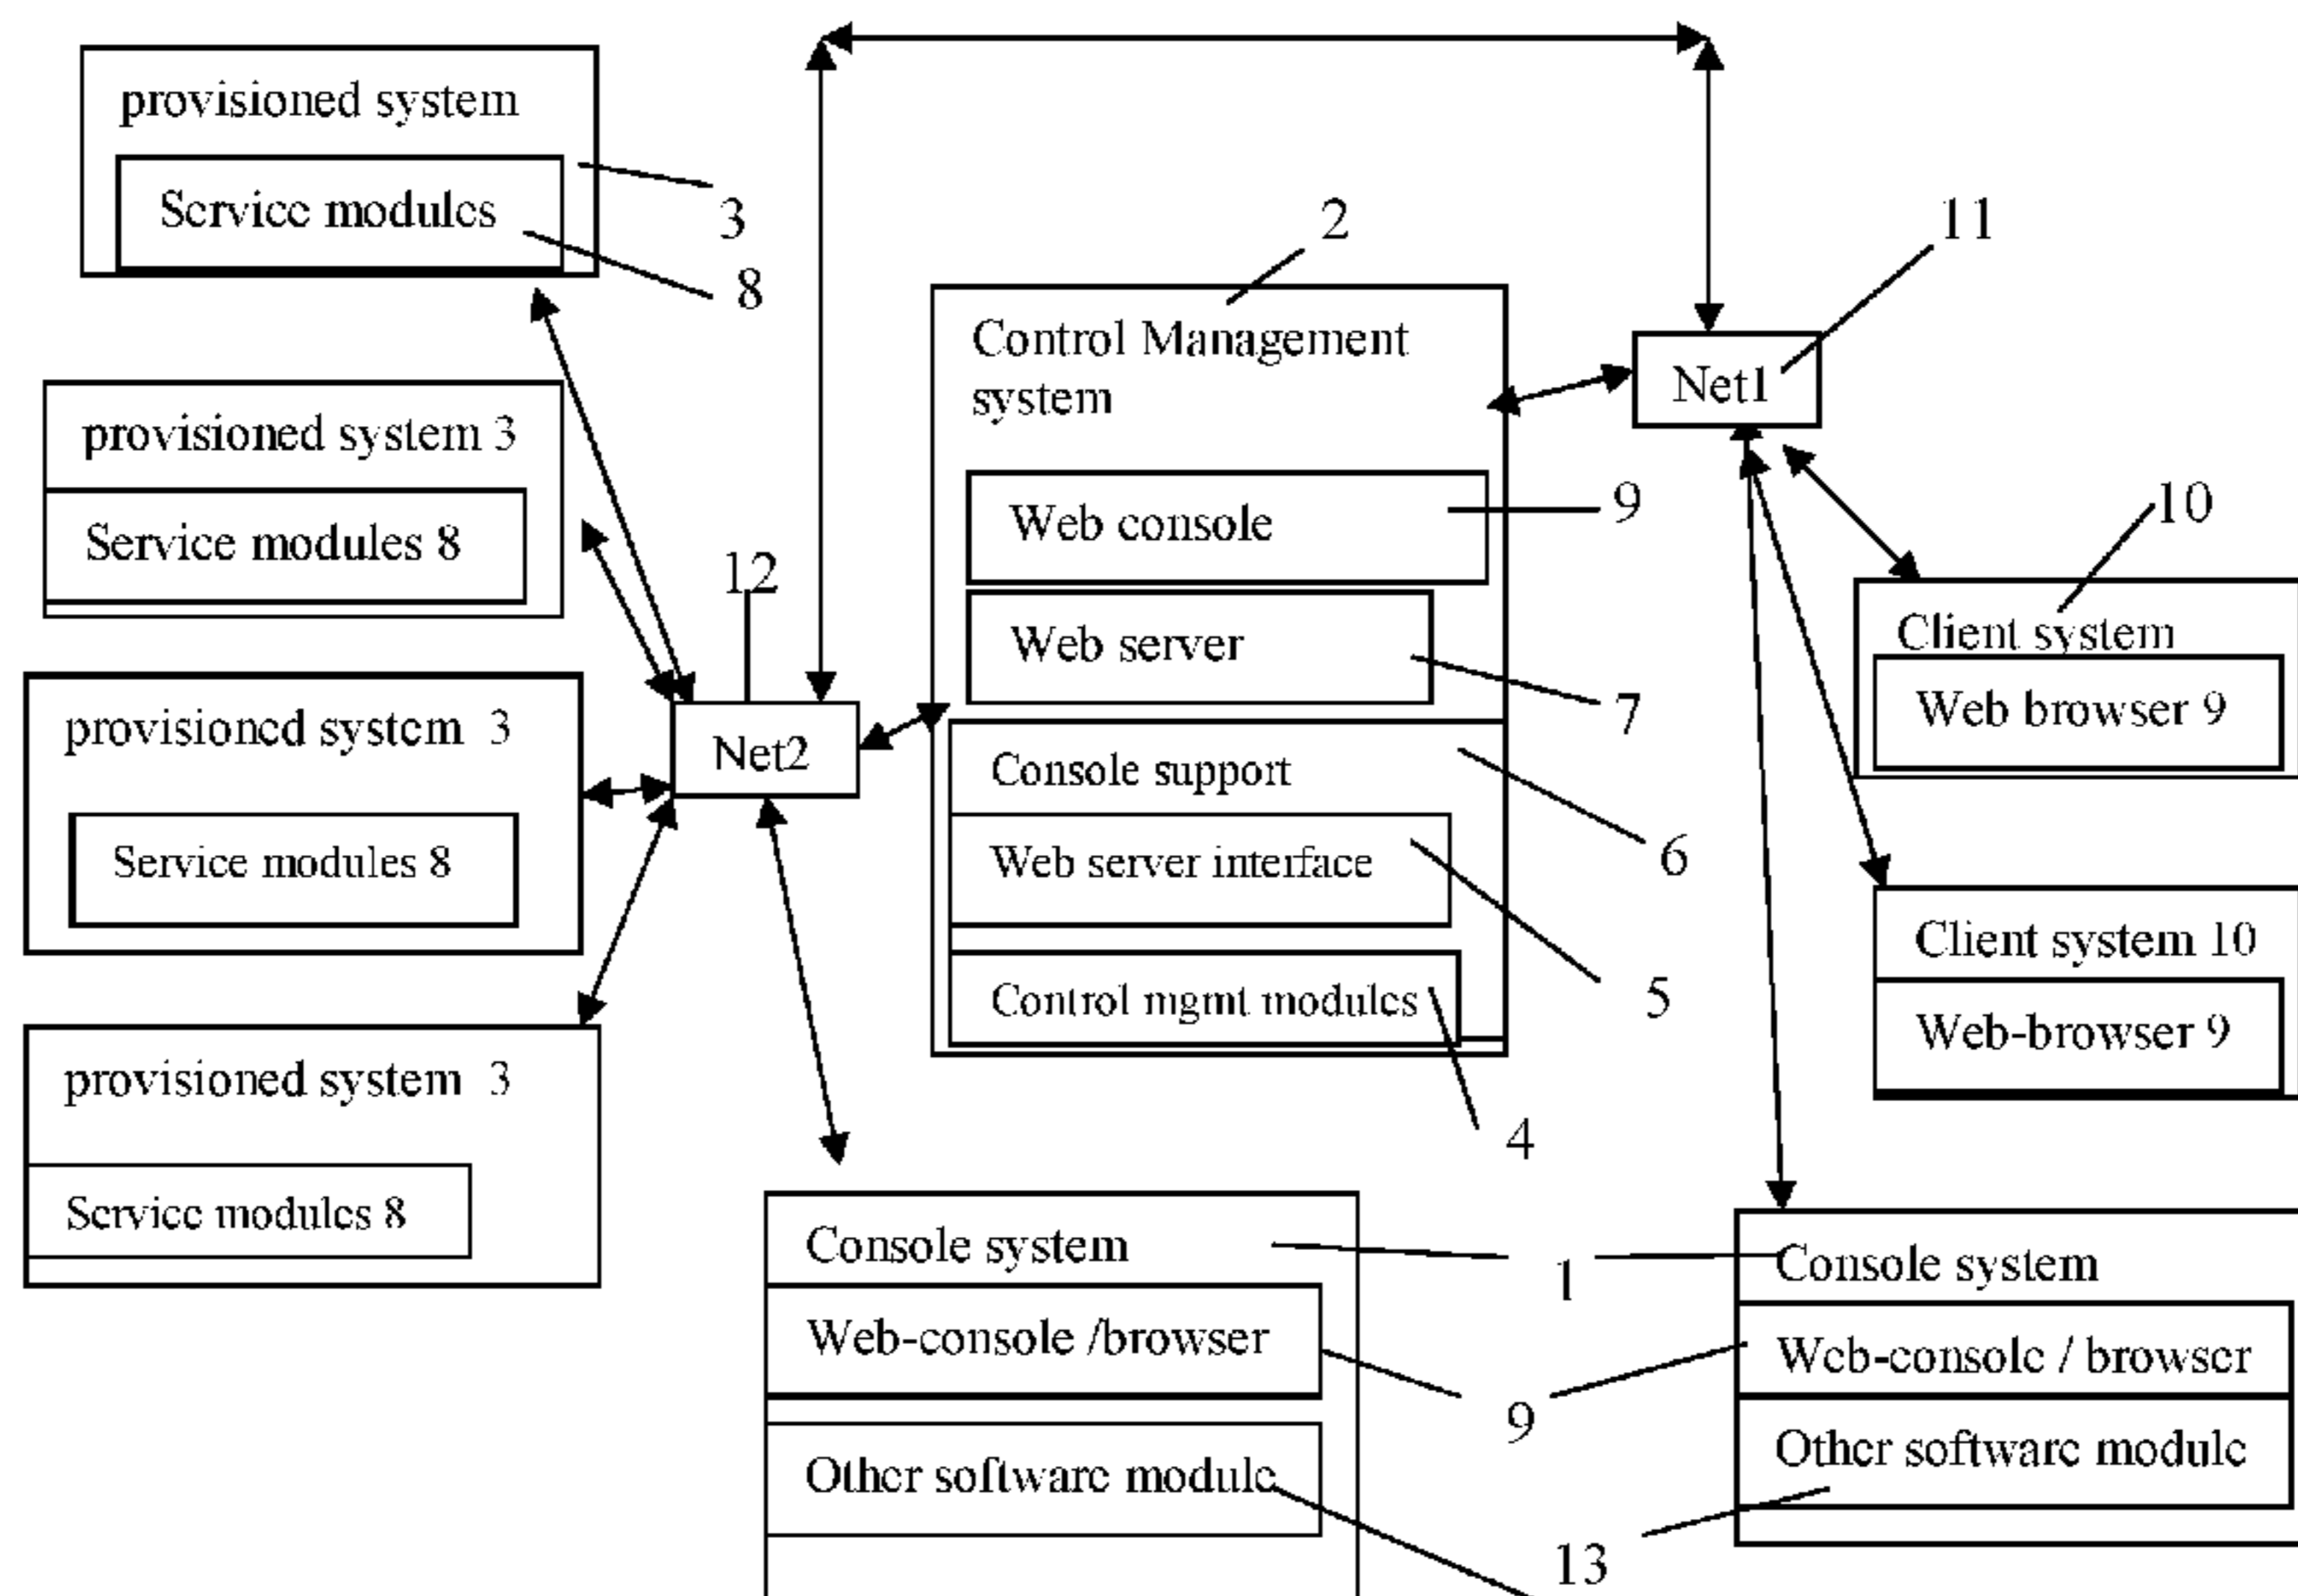 provisioned system
Service modules
3
8
provisioned system 3
Service modules 8
provisioned system 3
Service modules 8
provisioned system 3
Service modules 8
12
Net2
2
Control Management
system
Web console
9
Web server
7
Console support
6
Web server interface
5
Control mgmt modules
4
11
Net1
10
Client system
Web browser 9
Client system 10
Web-browser 9
Console system
1
Web-console /browser
9
Other software module
13
Console system
Web-console / browser
Other software module